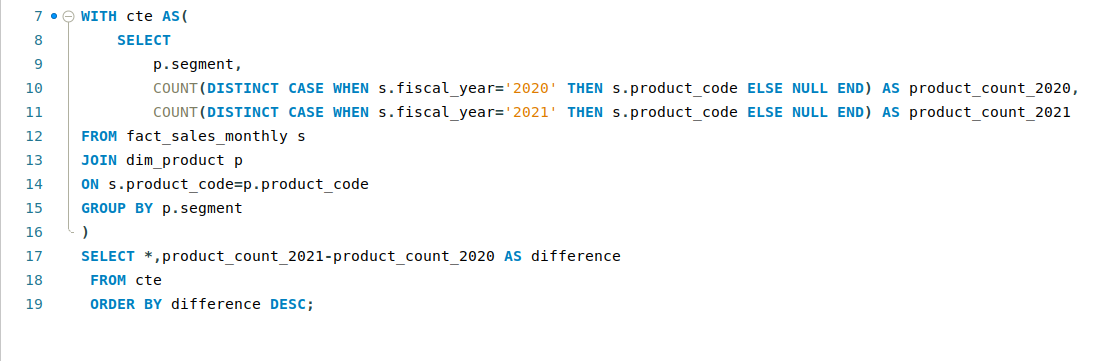 7 WITH cte AS(
8 SELECT
9 p.segment,
10 COUNT(DISTINCT CASE WHEN s.fiscal_year='2020' THEN s.product_code ELSE NULL END) AS product_count_2020,
11 COUNT(DISTINCT CASE WHEN s.fiscal_year='2021' THEN s.product_code ELSE NULL END) AS product_count_2021
12 FROM fact_sales_monthly s
13 JOIN dim_product p
14 ON s.product_code=p.product_code
15 GROUP BY p.segment
16 )
17 SELECT *,product_count_2021-product_count_2020 AS difference
18 FROM cte
19 ORDER BY difference DESC;